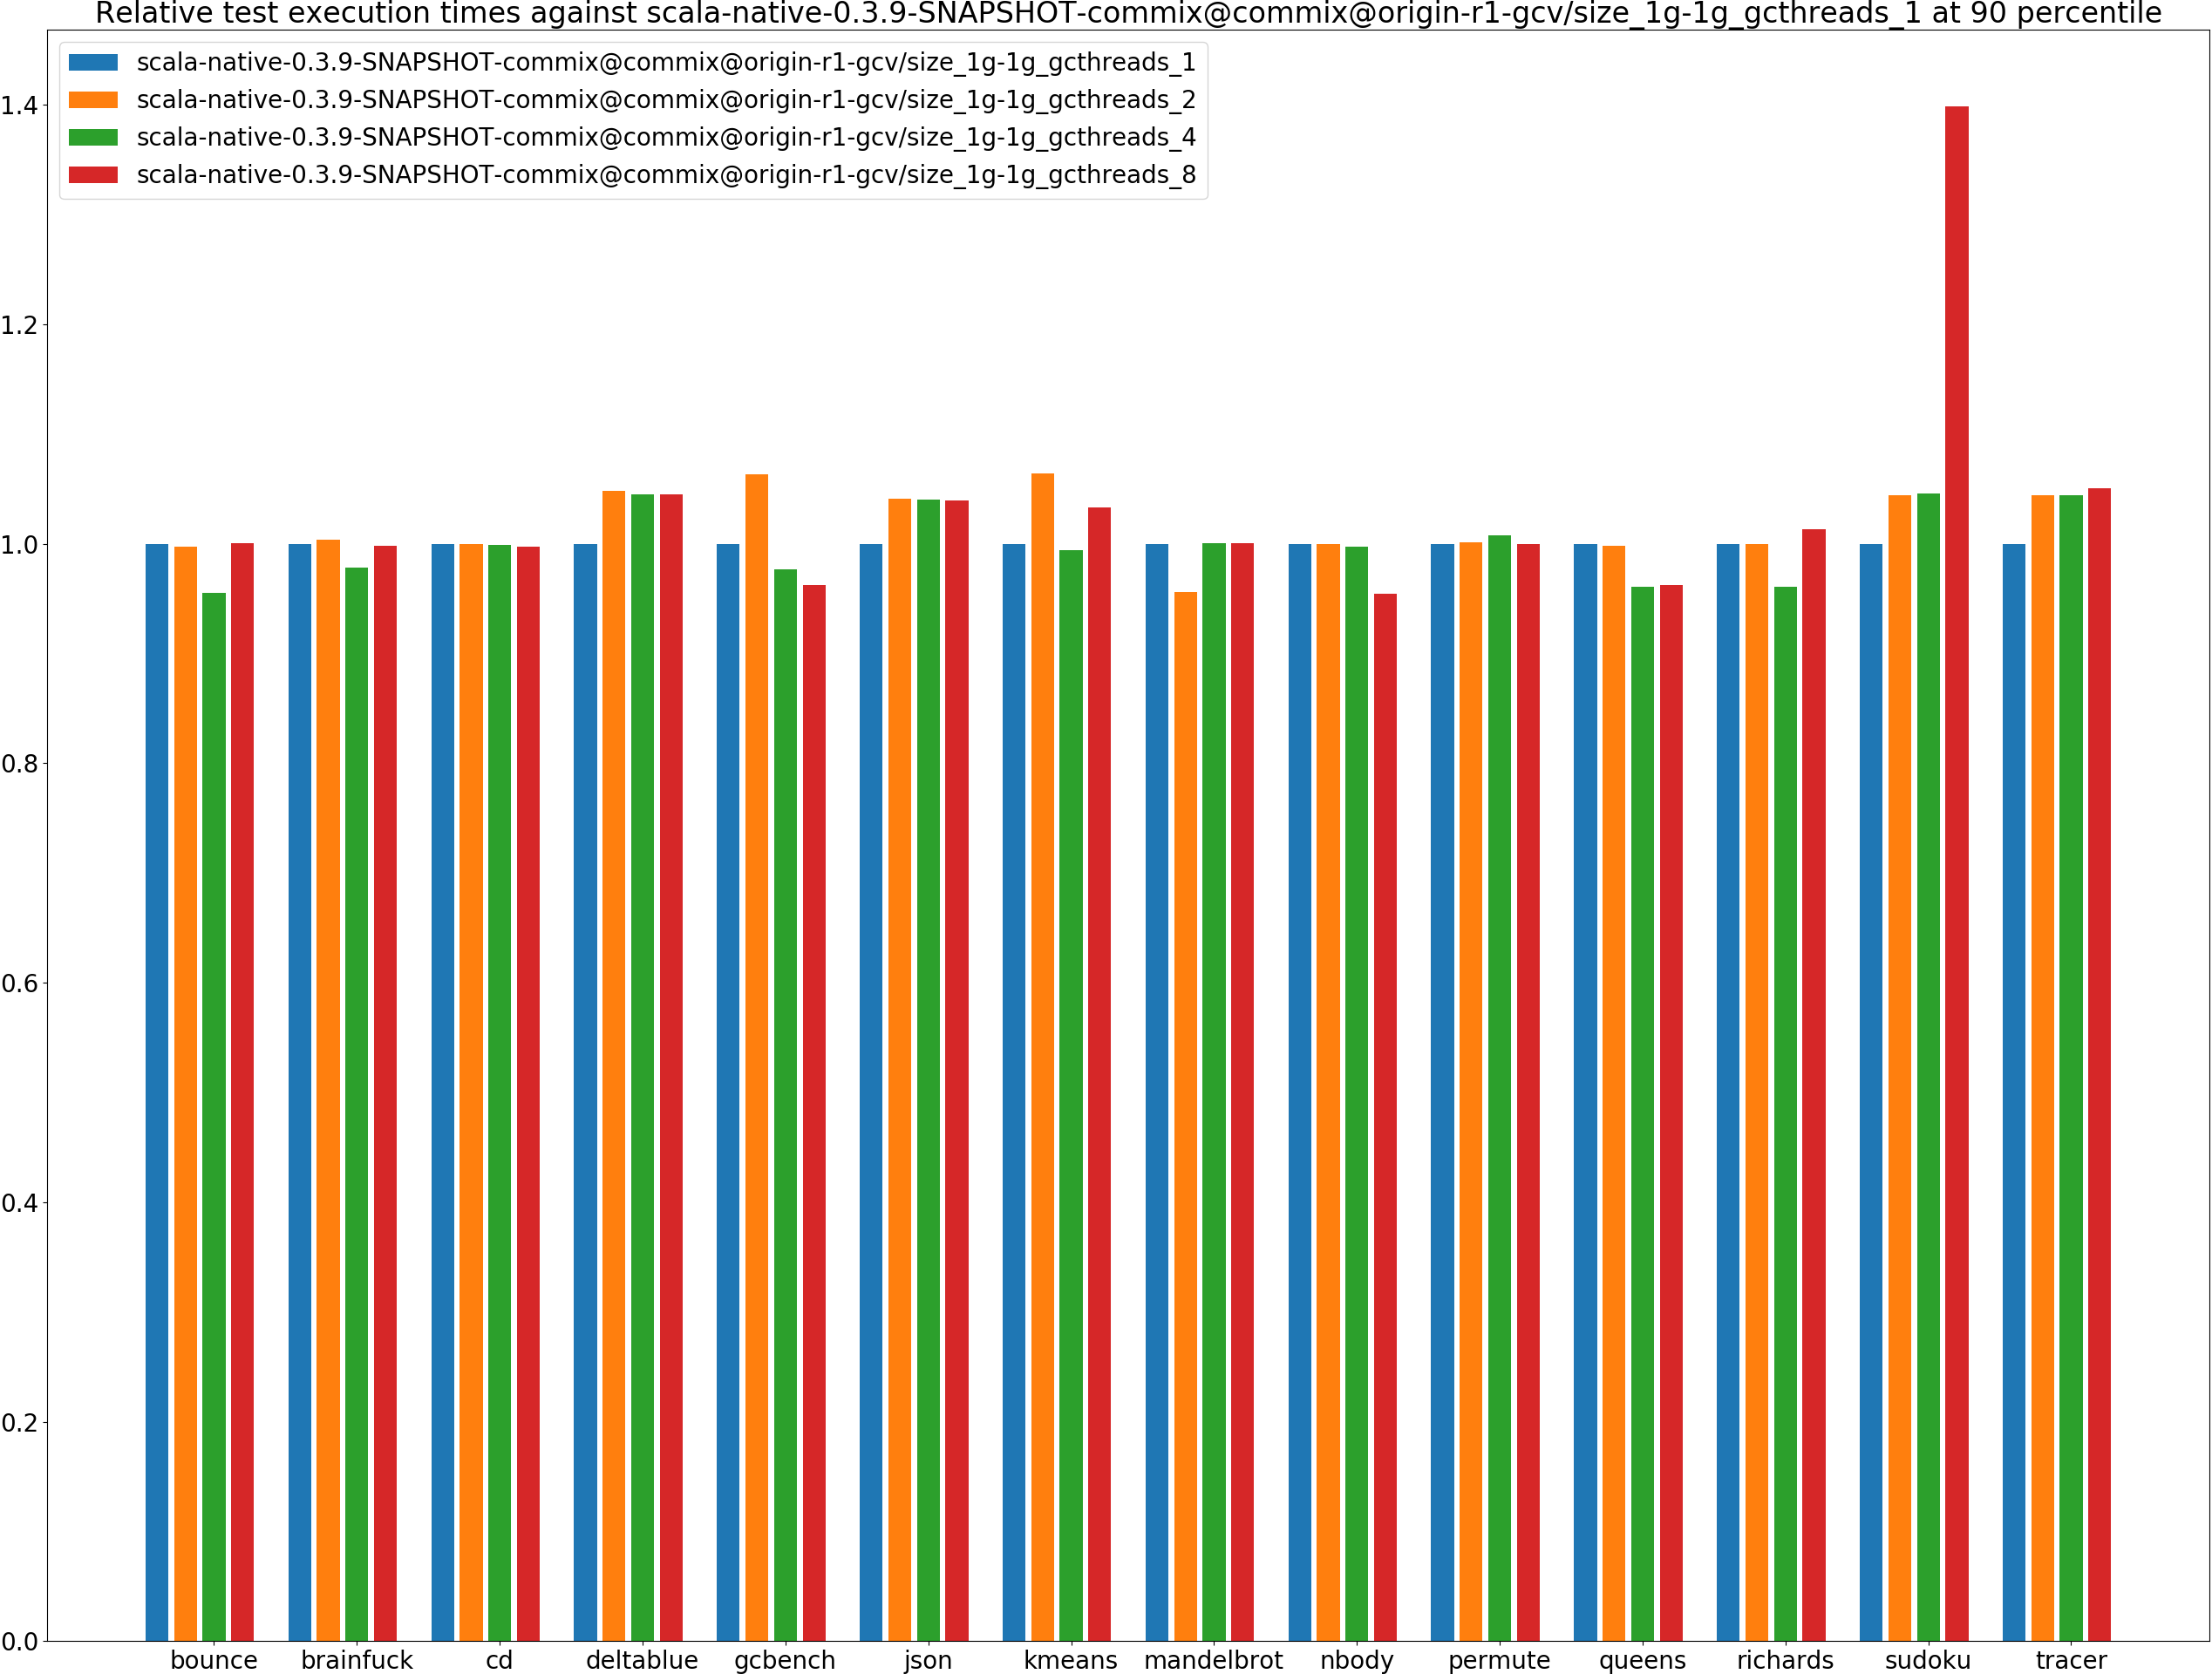 Relative test execution times against scala-native-0.3.9-SNAPSHOT-commix@commix@origin-r1-gcv/size_1g-1g_gcthreads_1 at 90 percentile
scala-native-0.3.9-SNAPSHOT-commix@commix@origin-r1-gcv/size_1g-1g_gcthreads_1
scala-native-0.3.9-SNAPSHOT-commix@commix@origin-r1-gcv/size_1g-1g_gcthreads_2
scala-native-0.3.9-SNAPSHOT-commix@commix@origin-r1-gcv/size_1g-1g_gcthreads_4
scala-native-0.3.9-SNAPSHOT-commix@commix@origin-r1-gcv/size_1g-1g_gcthreads_8
1.4
1.2
1.0
0.8
0.6
0.4
0.2
0.0
bounce brainfuck cd deltablue gcbench json kmeans mandelbrot nbody permute queens richards sudoku tracer